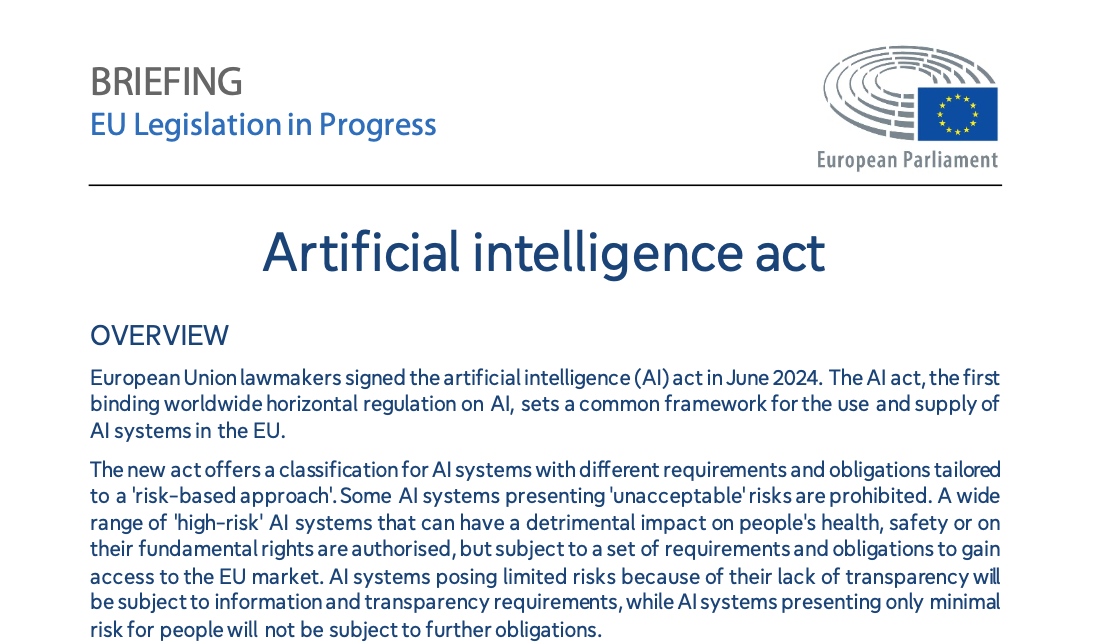 BRIEFING
EU Legislation in Progress
European Parliament
Artificial intelligence act
OVERVIEW
European Union lawmakers signed the artificial intelligence (AI) act in June 2024. The AI act, the first
binding worldwide horizontal regulation on AI, sets a common framework for the use and supply of
AI systems in the EU.
The new act offers a classification for AI systems with different requirements and obligations tailored
to a 'risk-based approach'. Some AI systems presenting 'unacceptable' risks are prohibited. A wide
range of 'high-risk' AI systems that can have a detrimental impact on people's health, safety or on
their fundamental rights are authorised, but subject to a set of requirements and obligations to gain
access to the EU market. AI systems posing limited risks because of their lack of transparency will
be subject to information and transparency requirements, while AI systems presenting only minimal
risk for people will not be subject to further obligations.